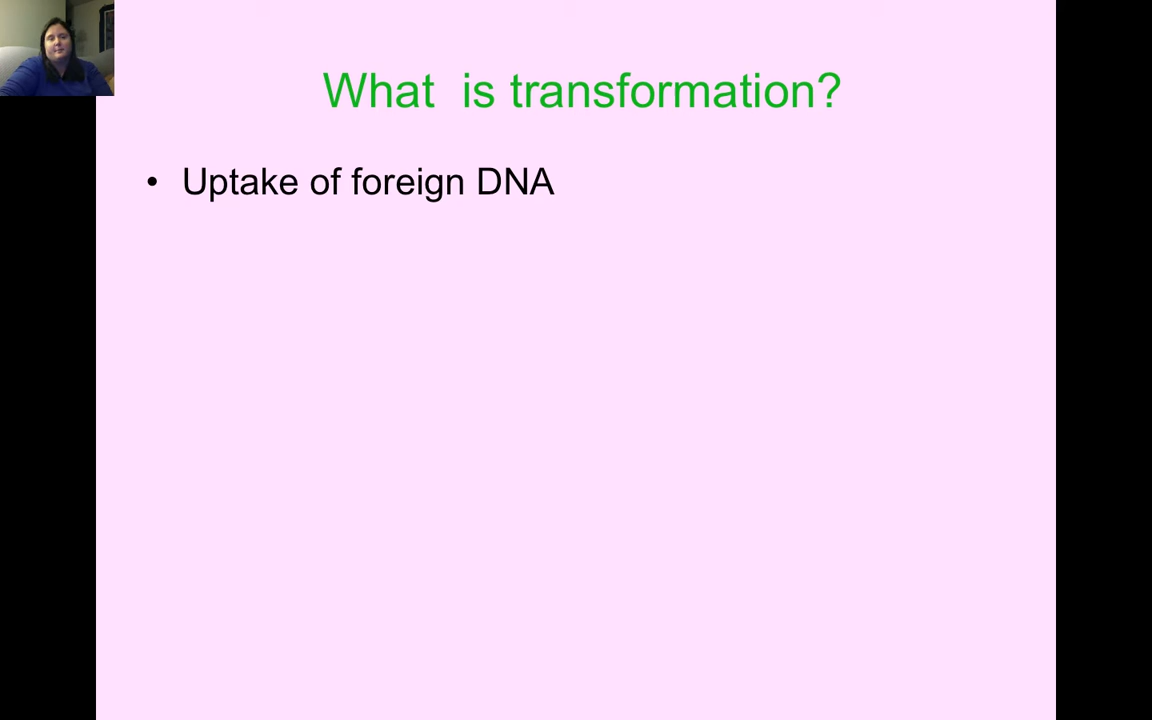 What  is transformation?
• Uptake of foreign DNA